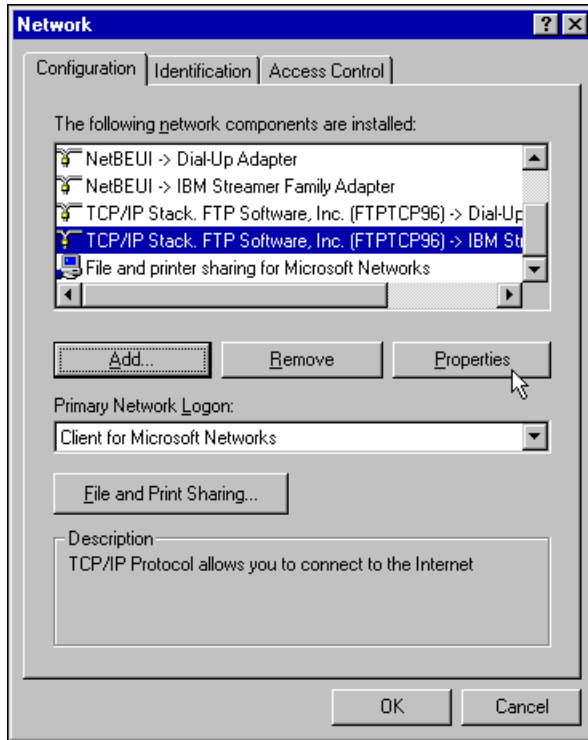 Network
Configuration Identification Access Control
The following network components are installed:
NetBEUI -> Dial-Up Adapter
NetBEUI -> IBM Streamer Family Adapter
TCP/IP Stack. FTP Software, Inc. (FTPTCP96) -> Dial-Up
TCP/IP Stack. FTP Software, Inc. (FTPTCP96) -> IBM Str
File and printer sharing for Microsoft Networks
Add... Remove Properties
Primary Network Logon:
Client for Microsoft Networks
File and Print Sharing...
Description
TCP/IP Protocol allows you to connect to the Internet
OK Cancel